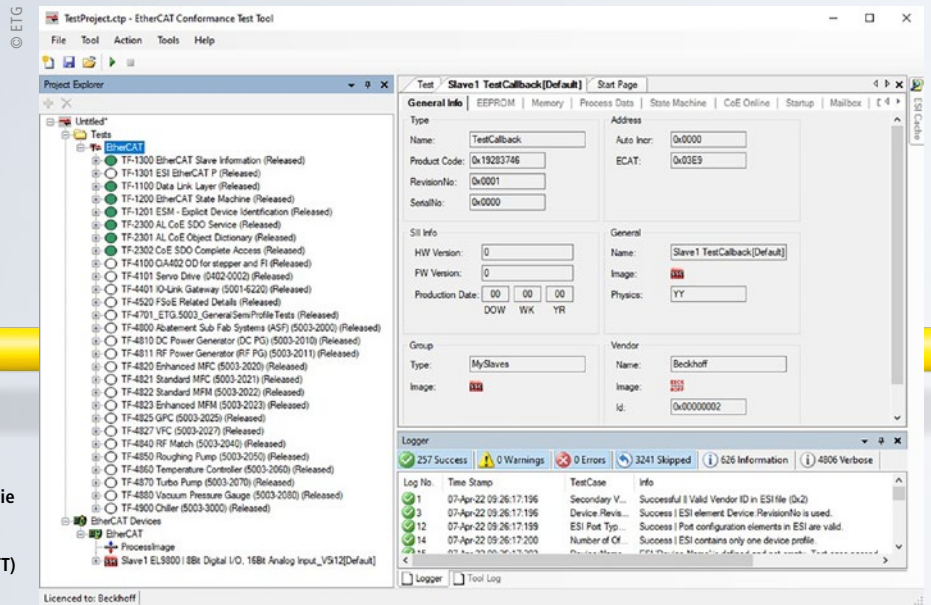 © ETG
TestProject.ctp - EtherCAT Conformance Test Tool
File Tool Action Tools Help
Project Explorer
Untitled*
Tests
EtherCAT
TF-1300 EtherCAT Slave Information (Released)
TF-1301 ESI EtherCAT P (Released)
TF-1100 Data Link Layer (Released)
TF-1200 EtherCAT State Machine (Released)
TF-1201 ESM - Explicit Device Identification (Released)
TF-2300 AL CoE SDO Service (Released)
TF-2301 AL CoE Object Dictionary (Released)
TF-2302 CoE SDO Complete Access (Released)
TF-4100 CiA402 OD for stepper and FI (Released)
TF-4101 Servo Drive (0402-0002) (Released)
TF-4401 IO-Link Gateway (5001-6220) (Released)
TF-4520 FSoE Related Details (Released)
TF-4701_ETG.5003_GeneralSemiProfileTests (Released)
TF-4800 Abatement Sub Fab Systems (ASF) (5003-2000) (Released)
TF-4810 DC Power Generator (DC PG) (5003-2010) (Released)
TF-4811 RF Power Generator (RF PG) (5003-2011) (Released)
TF-4820 Enhanced MFC (5003-2020) (Released)
TF-4821 Standard MFC (5003-2021) (Released)
TF-4822 Standard MFM (5003-2022) (Released)
TF-4823 Enhanced MFM (5003-2023) (Released)
TF-4825 GPC (5003-2025) (Released)
TF-4827 VFC (5003-2027) (Released)
TF-4840 RF Match (5003-2040) (Released)
TF-4850 Roughing Pump (5003-2050) (Released)
TF-4860 Temperature Controller (5003-2060) (Released)
TF-4870 Turbo Pump (5003-2070) (Released)
TF-4880 Vacuum Pressure Gauge (5003-2080) (Released)
TF-4900 Chiller (5003-3000) (Released)
EtherCAT Devices
EtherCAT
ProcessImage
Slave1 EL9800 | 8Bit Digital I/O, 16Bit Analog Input_V5i12[Default]
Test Slave1 TestCallback[Default] Start Page
ESI Cache
General Info EEPROM Memory Process Data State Machine CoE Online Startup Mailbox
Type Address
Name: TestCallback Auto Incr: 0x0000
Product Code: 0x19283746 ECAT: 0x03E9
RevisionNo: 0x0001
SerialNo: 0x0000
SII Info General
HW Version: 0 Name: Slave1 TestCallback[Default]
FW Version: 0 Image:
Production Date: 00 00 00 Physics: YY
DOW WK YR
Group Vendor
Type: MySlaves Name: Beckhoff
Image: Image:
Id: 0x00000002
Logger
257 Success 0 Warnings 0 Errors 3241 Skipped 626 Information 4806 Verbose
Log No. Time Stamp TestCase Info
1 07-Apr-22 09:26:17:196 Secondary V... Successful || Valid Vendor ID in ESI file (0x2)
3 07-Apr-22 09:26:17:196 Device:Revis... Success | ESI element Device:RevisionNo is used.
12 07-Apr-22 09:26:17:199 ESI Port Typ... Success | Port configuration elements in ESI are valid.
14 07-Apr-22 09:26:17:200 Number of Of... Success | ESI contains only one device profile.
Logger Tool Log
Licenced to: Beckhoff
ie
T)